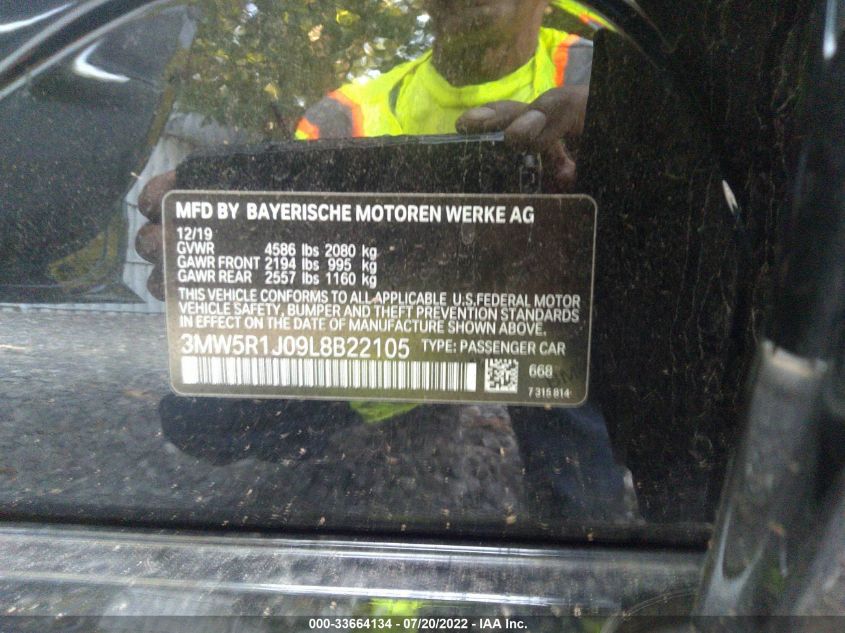 MFD BY BAYERISCHE MOTOREN WERKE AG
12/19
GVWR 4586 lbs 2080 kg
GAWR FRONT 2194 lbs 995 kg
GAWR REAR 2557 lbs 1160 kg
THIS VEHICLE CONFORMS TO ALL APPLICABLE U.S.FEDERAL MOTOR
VEHICLE SAFETY, BUMPER AND THEFT PREVENTION STANDARDS
IN EFFECT ON THE DATE OF MANUFACTURE SHOWN ABOVE.
3MW5R1J09L8B22105 TYPE: PASSENGER CAR
668
7 315 814
000-33664134 - 07/20/2022 - IAA Inc.